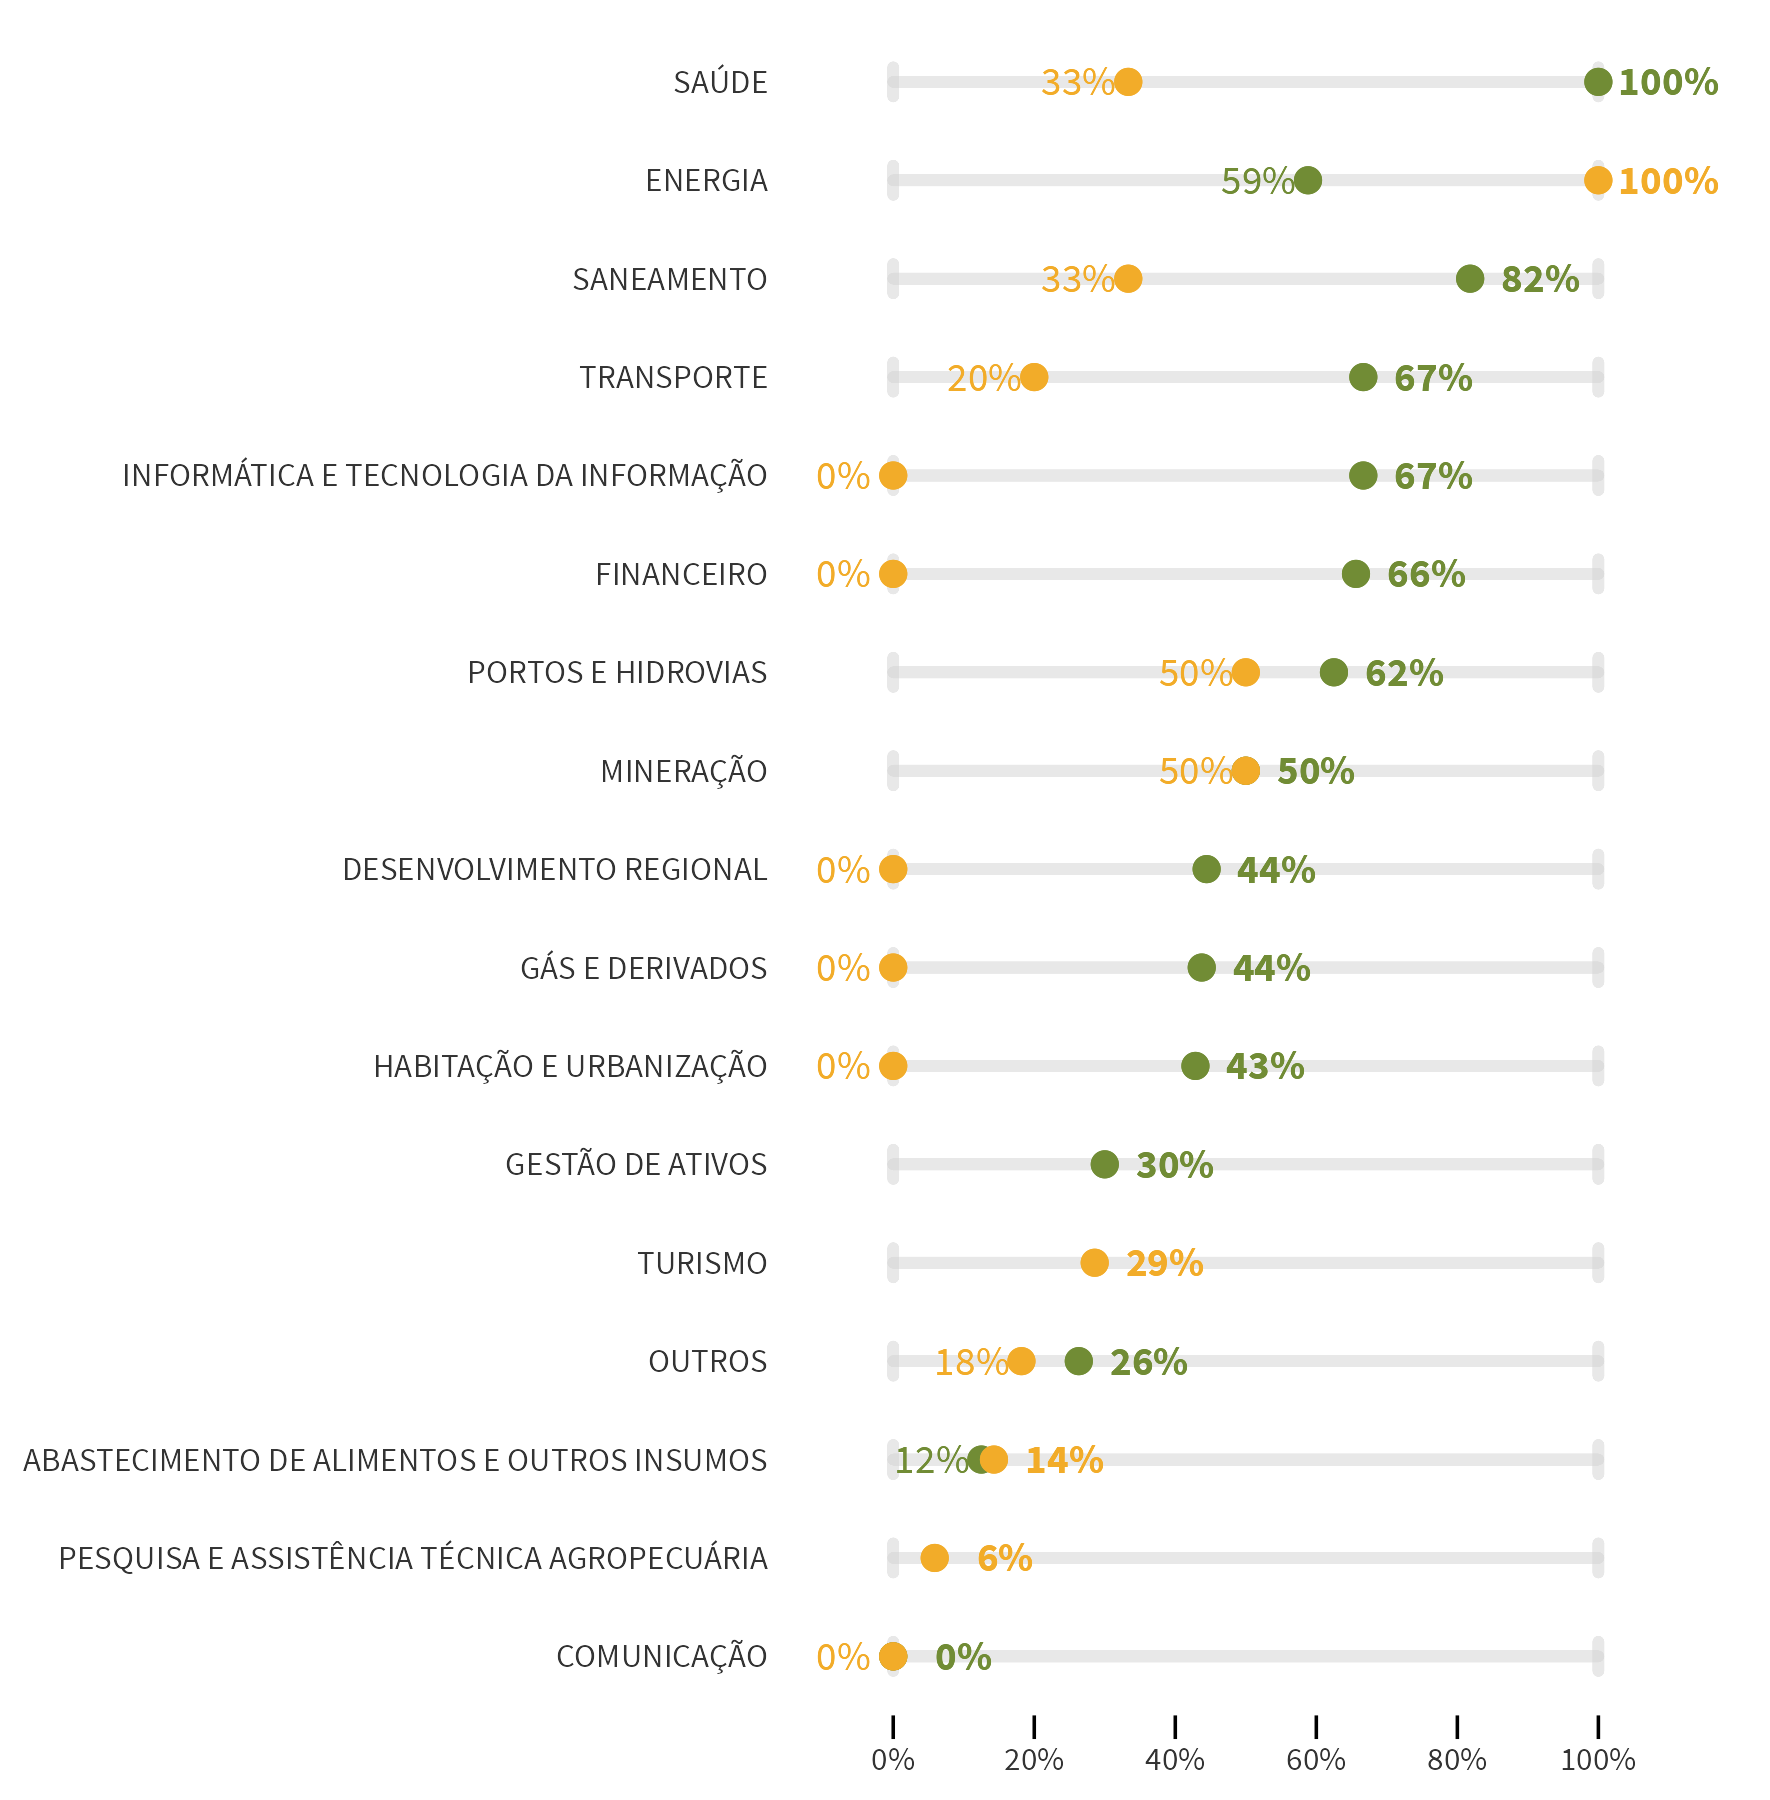 SAÚDE 33% 100%
ENERGIA 59% 100%
SANEAMENTO 33% 82%
TRANSPORTE 20% 67%
INFORMÁTICA E TECNOLOGIA DA INFORMAÇÃO 0% 67%
FINANCEIRO 0% 66%
PORTOS E HIDROVIAS 50% 62%
MINERAÇÃO 50% 50%
DESENVOLVIMENTO REGIONAL 0% 44%
GÁS E DERIVADOS 0% 44%
HABITAÇÃO E URBANIZAÇÃO 0% 43%
GESTÃO DE ATIVOS 30%
TURISMO 29%
OUTROS 18% 26%
ABASTECIMENTO DE ALIMENTOS E OUTROS INSUMOS 12% 14%
PESQUISA E ASSISTÊNCIA TÉCNICA AGROPECUÁRIA 6%
COMUNICAÇÃO 0% 0%
0% 20% 40% 60% 80% 100%